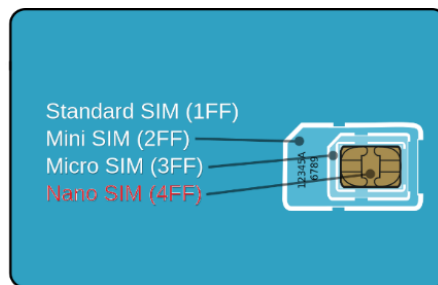 Standard SIM (1FF)
Mini SIM (2FF)
Micro SIM (3FF)
Nano SIM (4FF)
12345A
6789